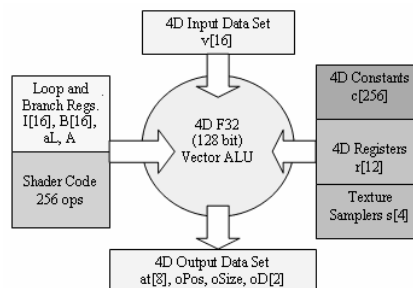 4D Input Data Set
v[16]
Loop and
Branch Regs.
I[16], B[16],
aL, A
Shader Code
256 ops
4D F32
(128 bit)
Vector ALU
4D Constants
c[256]
4D Registers
r[12]
Texture
Samplers s[4]
4D Output Data Set
at[8], oPos, oSize, oD[2]